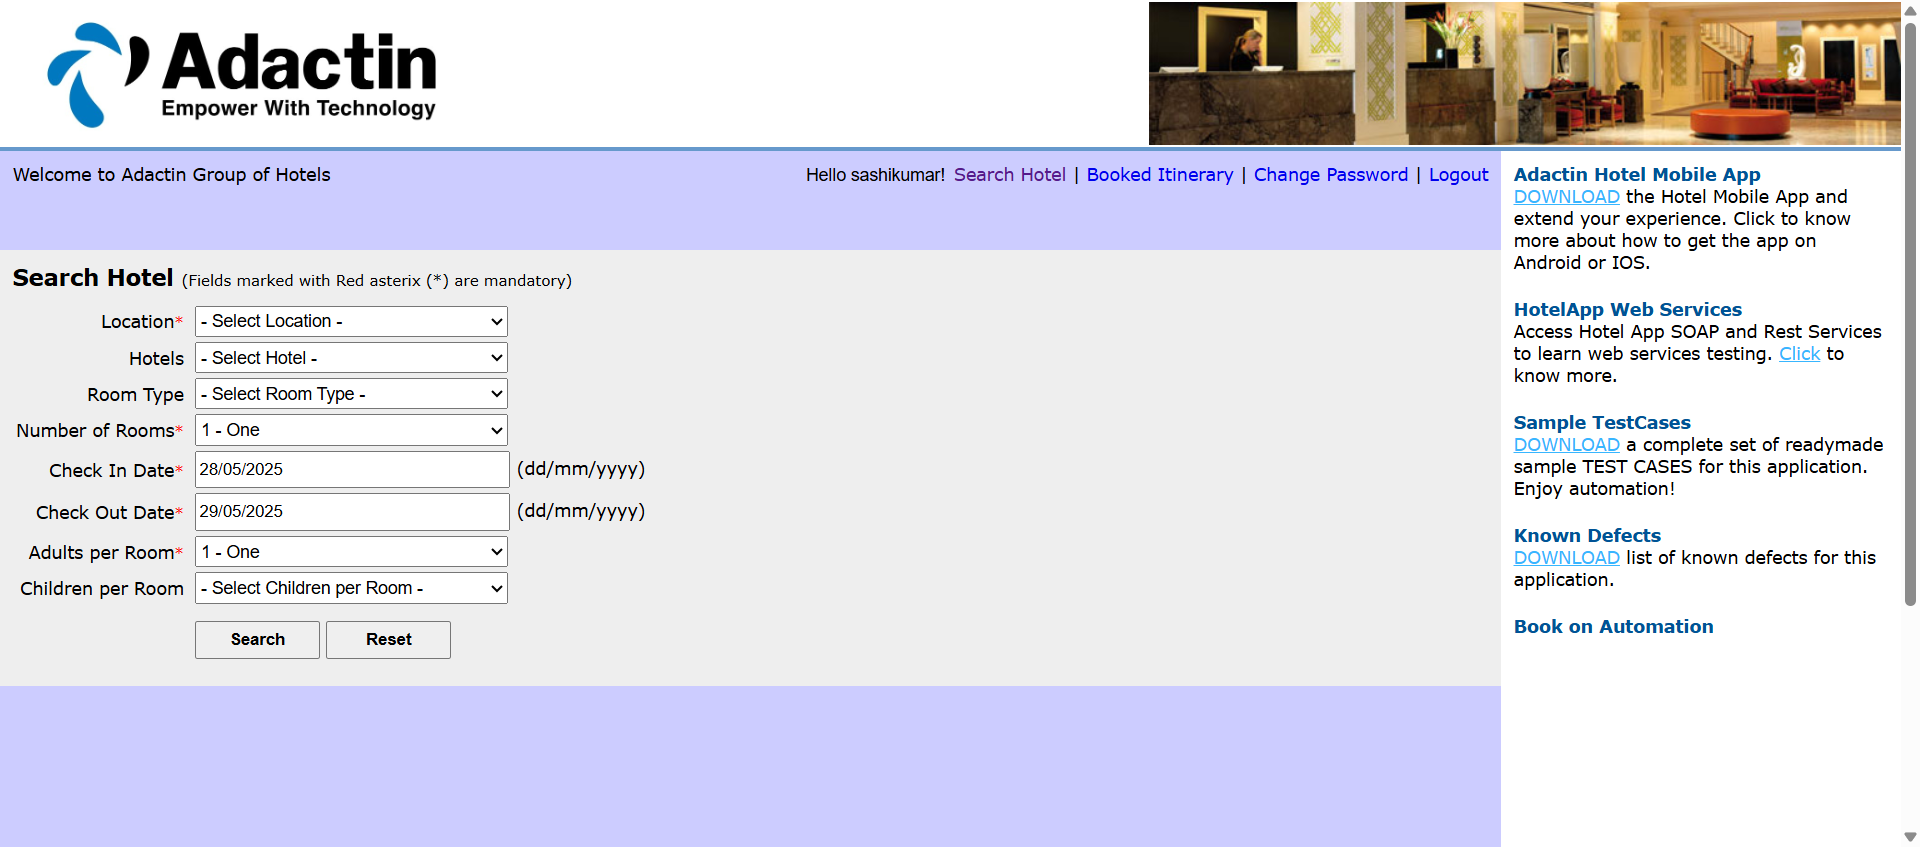 Adactin
Empower With Technology
Welcome to Adactin Group of Hotels
Hello sashikumar! Search Hotel | Booked Itinerary | Change Password | Logout
Search Hotel (Fields marked with Red asterix (*) are mandatory)
Location* - Select Location -
Hotels - Select Hotel -
Room Type - Select Room Type -
Number of Rooms* 1 - One
Check In Date* 28/05/2025 (dd/mm/yyyy)
Check Out Date* 29/05/2025 (dd/mm/yyyy)
Adults per Room* 1 - One
Children per Room - Select Children per Room -
Search Reset
Adactin Hotel Mobile App
DOWNLOAD the Hotel Mobile App and
extend your experience. Click to know
more about how to get the app on
Android or IOS.
HotelApp Web Services
Access Hotel App SOAP and Rest Services
to learn web services testing. Click to
know more.
Sample TestCases
DOWNLOAD a complete set of readymade
sample TEST CASES for this application.
Enjoy automation!
Known Defects
DOWNLOAD list of known defects for this
application.
Book on Automation